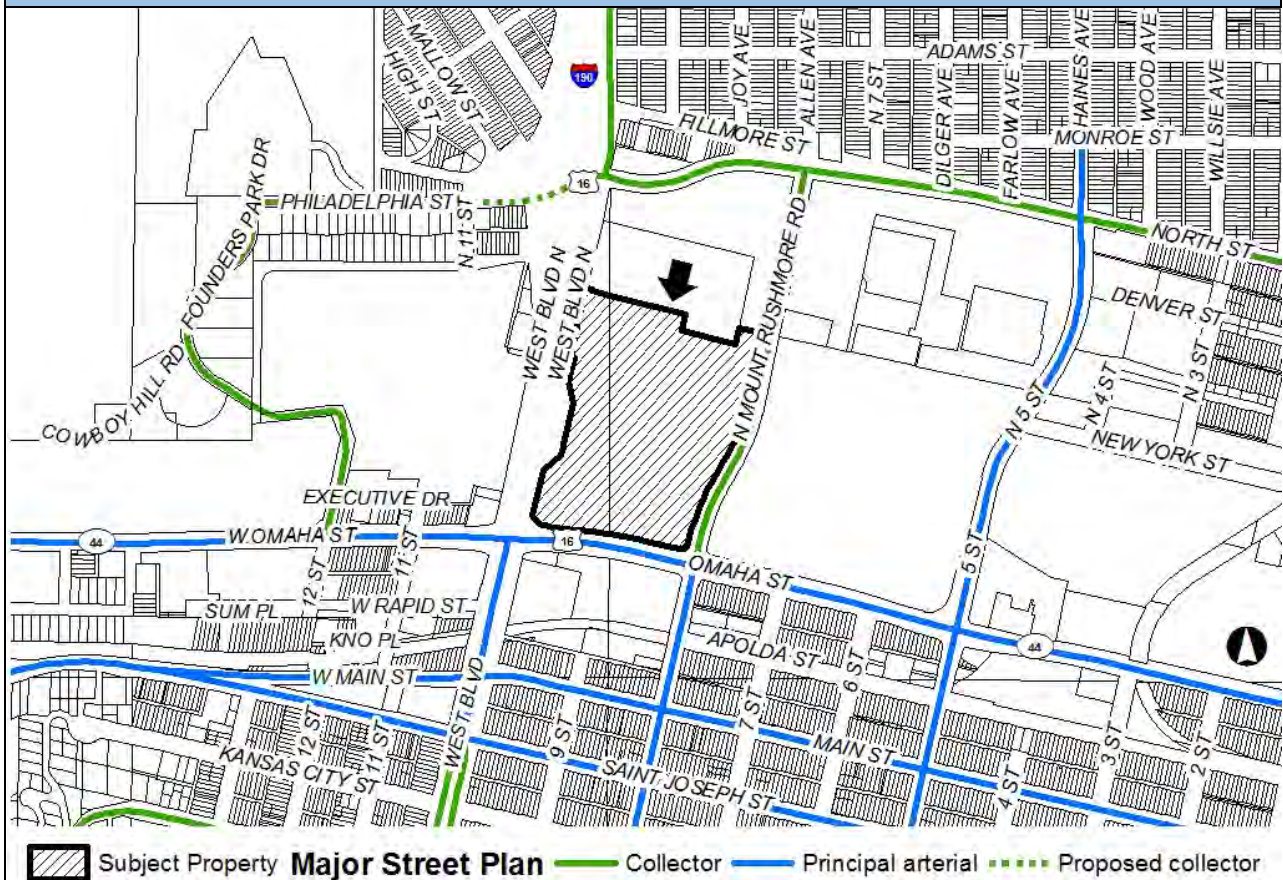 MALLOW ST
HIGH ST
190
ADAMS ST
JOY AVE
ALLEN AVE
N 7 ST
DILGER AVE
FARLOW AVE
HAINES AVE
WOOD AVE
WILLSIE AVE
MONROE ST
FILLMORE ST
16
PHILADELPHIA ST
N 11 ST
FOUNDERS PARK DR
NORTH ST
N MOUNT RUSHMORE RD
WEST BLVD N
WEST BLVD N
DENVER ST
N 3 ST
N 4 ST
N 5 ST
NEW YORK ST
COWBOY HILL RD
EXECUTIVE DR
44
W OMAHA ST
16
OMAHA ST
12 ST
11 ST
5 ST
SUM PL
W RAPID ST
KNO PL
APOLDA ST
6 ST
44
W MAIN ST
WEST BLVD
7 ST
MAIN ST
3 ST
2 ST
12 ST
11 ST
9 ST
KANSAS CITY ST
SAINT JOSEPH ST
4 ST
Subject Property Major Street Plan Collector Principal arterial Proposed collector